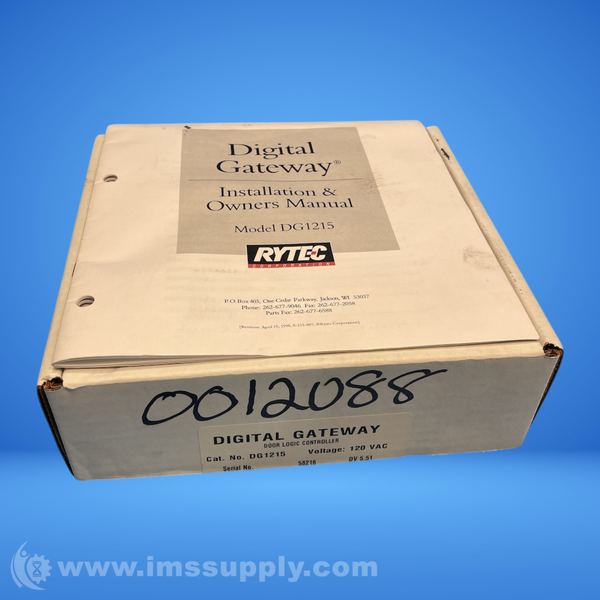 Digital
Gateway®
Installation &
Owners Manual
Model DG1215
RYTEC
CORPORATION
P.O. Box 403, One Cedar Parkway, Jackson, WI 53037
Phone: 262-677-9046 Fax: 262-677-2058
Parts Fax: 262-677-6588
0012088
DIGITAL GATEWAY
DOOR LOGIC CONTROLLER
Cat. No. DG1215 Voltage: 120 VAC
Serial No. 58216 DV 5.51
www.imssupply.com